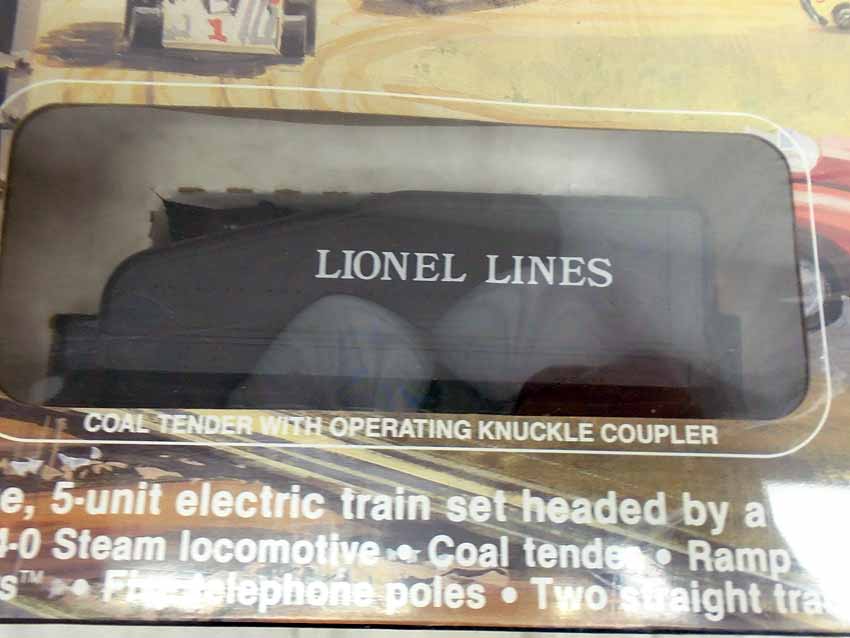 1
LIONEL LINES
COAL TENDER WITH OPERATING KNUCKLE COUPLER
e, 5-unit electric train set headed by a
4-0 Steam locomotive • Coal tender • Ramp
s™ • Five telephone poles • Two straight tra